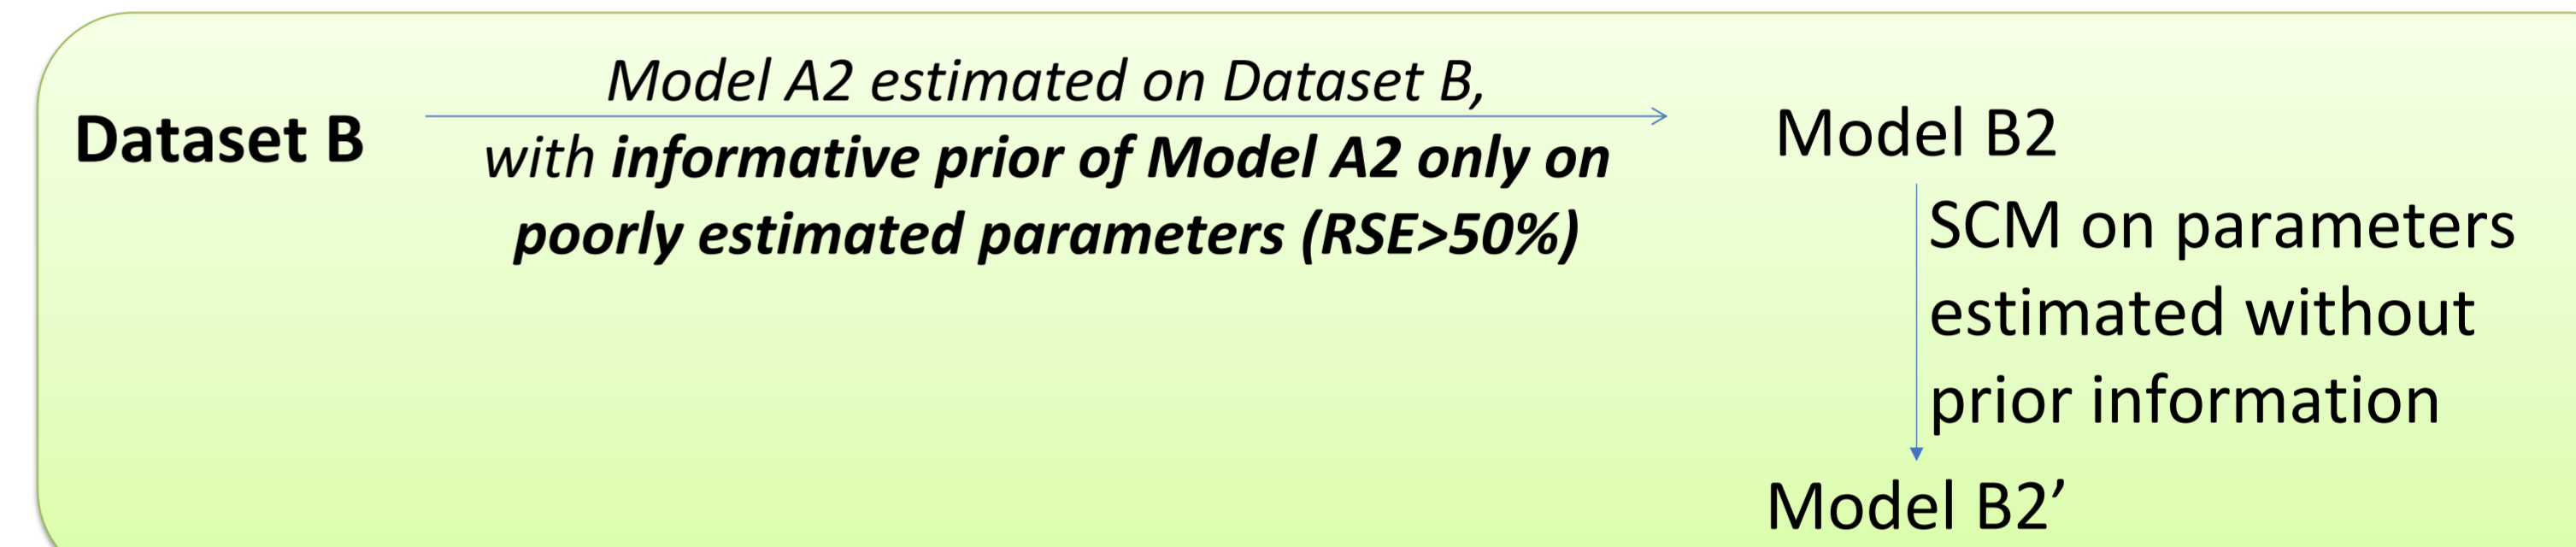 Dataset B
Model A2 estimated on Dataset B,
with informative prior of Model A2 only on
poorly estimated parameters (RSE>50%)
Model B2
SCM on parameters
estimated without
prior information
Model B2’